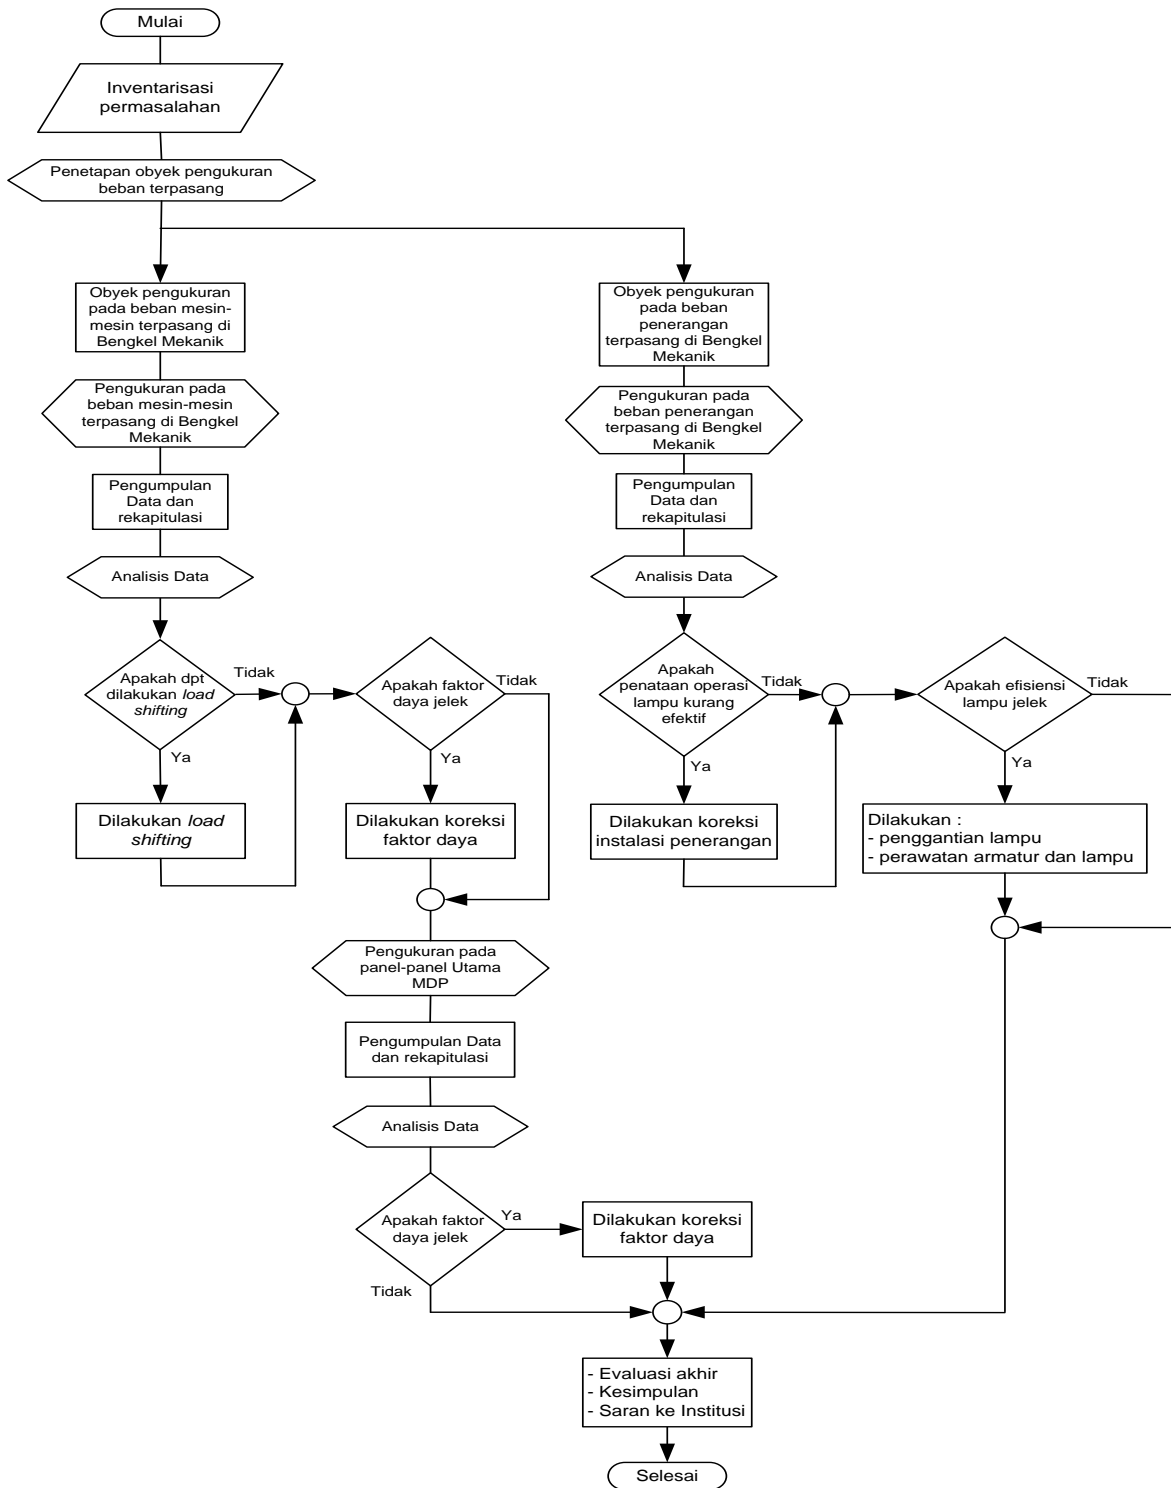 Mulai
Inventarisasi
permasalahan
Penetapan obyek pengukuran
beban terpasang
Obyek pengukuran
pada beban mesin-
mesin terpasang di
Bengkel Mekanik
Pengukuran pada
beban mesin-mesin
terpasang di Bengkel
Mekanik
Pengumpulan
Data dan
rekapitulasi
Analisis Data
Apakah dpt
dilakukan load
shifting
Tidak
Ya
Dilakukan load
shifting
Apakah faktor
daya jelek
Tidak
Ya
Dilakukan koreksi
faktor daya
Pengukuran pada
panel-panel Utama
MDP
Pengumpulan Data
dan rekapitulasi
Analisis Data
Apakah faktor
daya jelek
Ya
Tidak
Dilakukan koreksi
faktor daya
Obyek pengukuran
pada beban
penerangan
terpasang di Bengkel
Mekanik
Pengukuran pada
beban penerangan
terpasang di Bengkel
Mekanik
Pengumpulan
Data dan
rekapitulasi
Analisis Data
Apakah
penataan operasi
lampu kurang
efektif
Tidak
Ya
Dilakukan koreksi
instalasi penerangan
Apakah efisiensi
lampu jelek
Tidak
Ya
Dilakukan :
- penggantian lampu
- perawatan armatur dan lampu
- Evaluasi akhir
- Kesimpulan
- Saran ke Institusi
Selesai